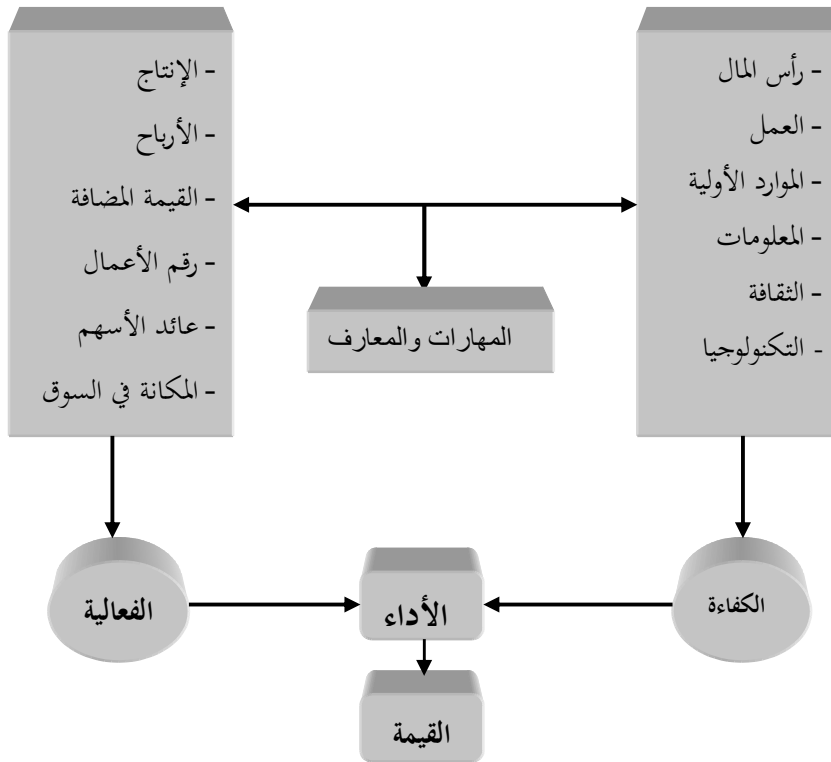 - رأس المال
- العمل
- الموارد الأولية
- المعلومات
- الثقافة
- التكنولوجيا
- الإنتاج
- الأرباح
- القيمة المضافة
- رقم الأعمال
- عائد الأسهم
- المكانة في السوق
المهارات والمعارف
الكفاءة
الأداء
الفعالية
القيمة